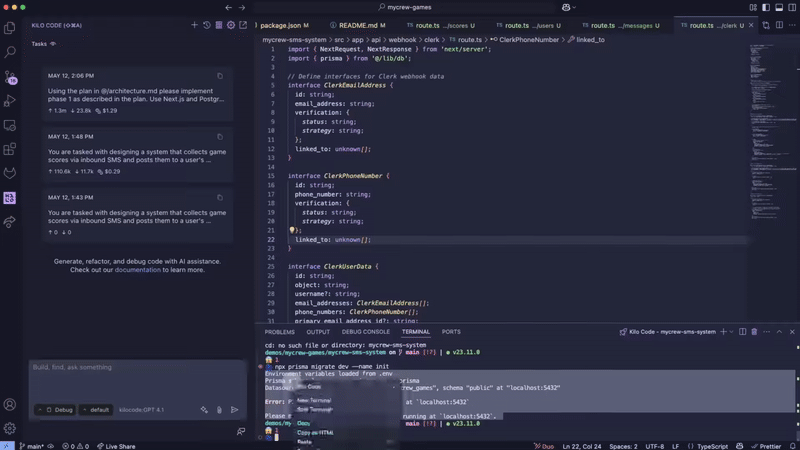 mycrew-games
KILO CODE (⇧⌘A)
Tasks
MAY 12, 2:06 PM
Using the plan in @/architecture.md please implement
phase 1 as described in the plan. Use Next.js and Postgr...
↑ 1.3m ↓ 23.8k $1.29
MAY 12, 1:48 PM
You are tasked with designing a system that collects game
scores via inbound SMS and posts them to a user's ...
↑ 110.6k ↓ 11.7k $0.29
MAY 12, 1:43 PM
You are tasked with designing a system that collects game
scores via inbound SMS and posts them to a user's ...
↑ 0 ↓ 0
Generate, refactor, and debug code with AI assistance.
Check out our documentation to learn more.
Build, find, ask something
Debug
default
kilocode:GPT 4.1
package.json
README.md
route.ts .../scores
route.ts .../users
route.ts .../messages
route.ts .../clerk
mycrew-sms-system > src > app > api > webhook > clerk > route.ts > ClerkPhoneNumber > linked_to
1 import { NextRequest, NextResponse } from 'next/server';
2 import { prisma } from '@/lib/db';
3
4 // Define interfaces for Clerk webhook data
5 interface ClerkEmailAddress {
6 id: string;
7 email_address: string;
8 verification: {
9 status: string;
10 strategy: string;
11 };
12 linked_to: unknown[];
13 }
14
15 interface ClerkPhoneNumber {
16 id: string;
17 phone_number: string;
18 verification: {
19 status: string;
20 strategy: string;
21 };
22 linked_to: unknown[];
23 }
24
25 interface ClerkUserData {
26 id: string;
27 object: string;
28 username?: string;
29 email_addresses: ClerkEmailAddress[];
30 phone_numbers: ClerkPhoneNumber[];
31 primary_email_address_id?: string;
PROBLEMS OUTPUT DEBUG CONSOLE TERMINAL PORTS
Kilo Code - mycrew-sms-system
cd: no such file or directory: mycrew-sms-system
demos/mycrew-games/mycrew-sms-system on main [!?] v23.11.0
npx prisma migrate dev --name init
Environment variables loaded from .env
Prisma
rew_games", schema "public" at "localhost:5432"
Error: at `localhost:5432`
Please running at `localhost:5432`.
main [!?] v23.11.0
Kilo Code
New Terminal
Split Terminal
Copy
Copy as HTML
Paste
main*
0 0
Live Share
Duo
Ln 22, Col 24
Spaces: 2
UTF-8
LF
{} TypeScript
Prettier